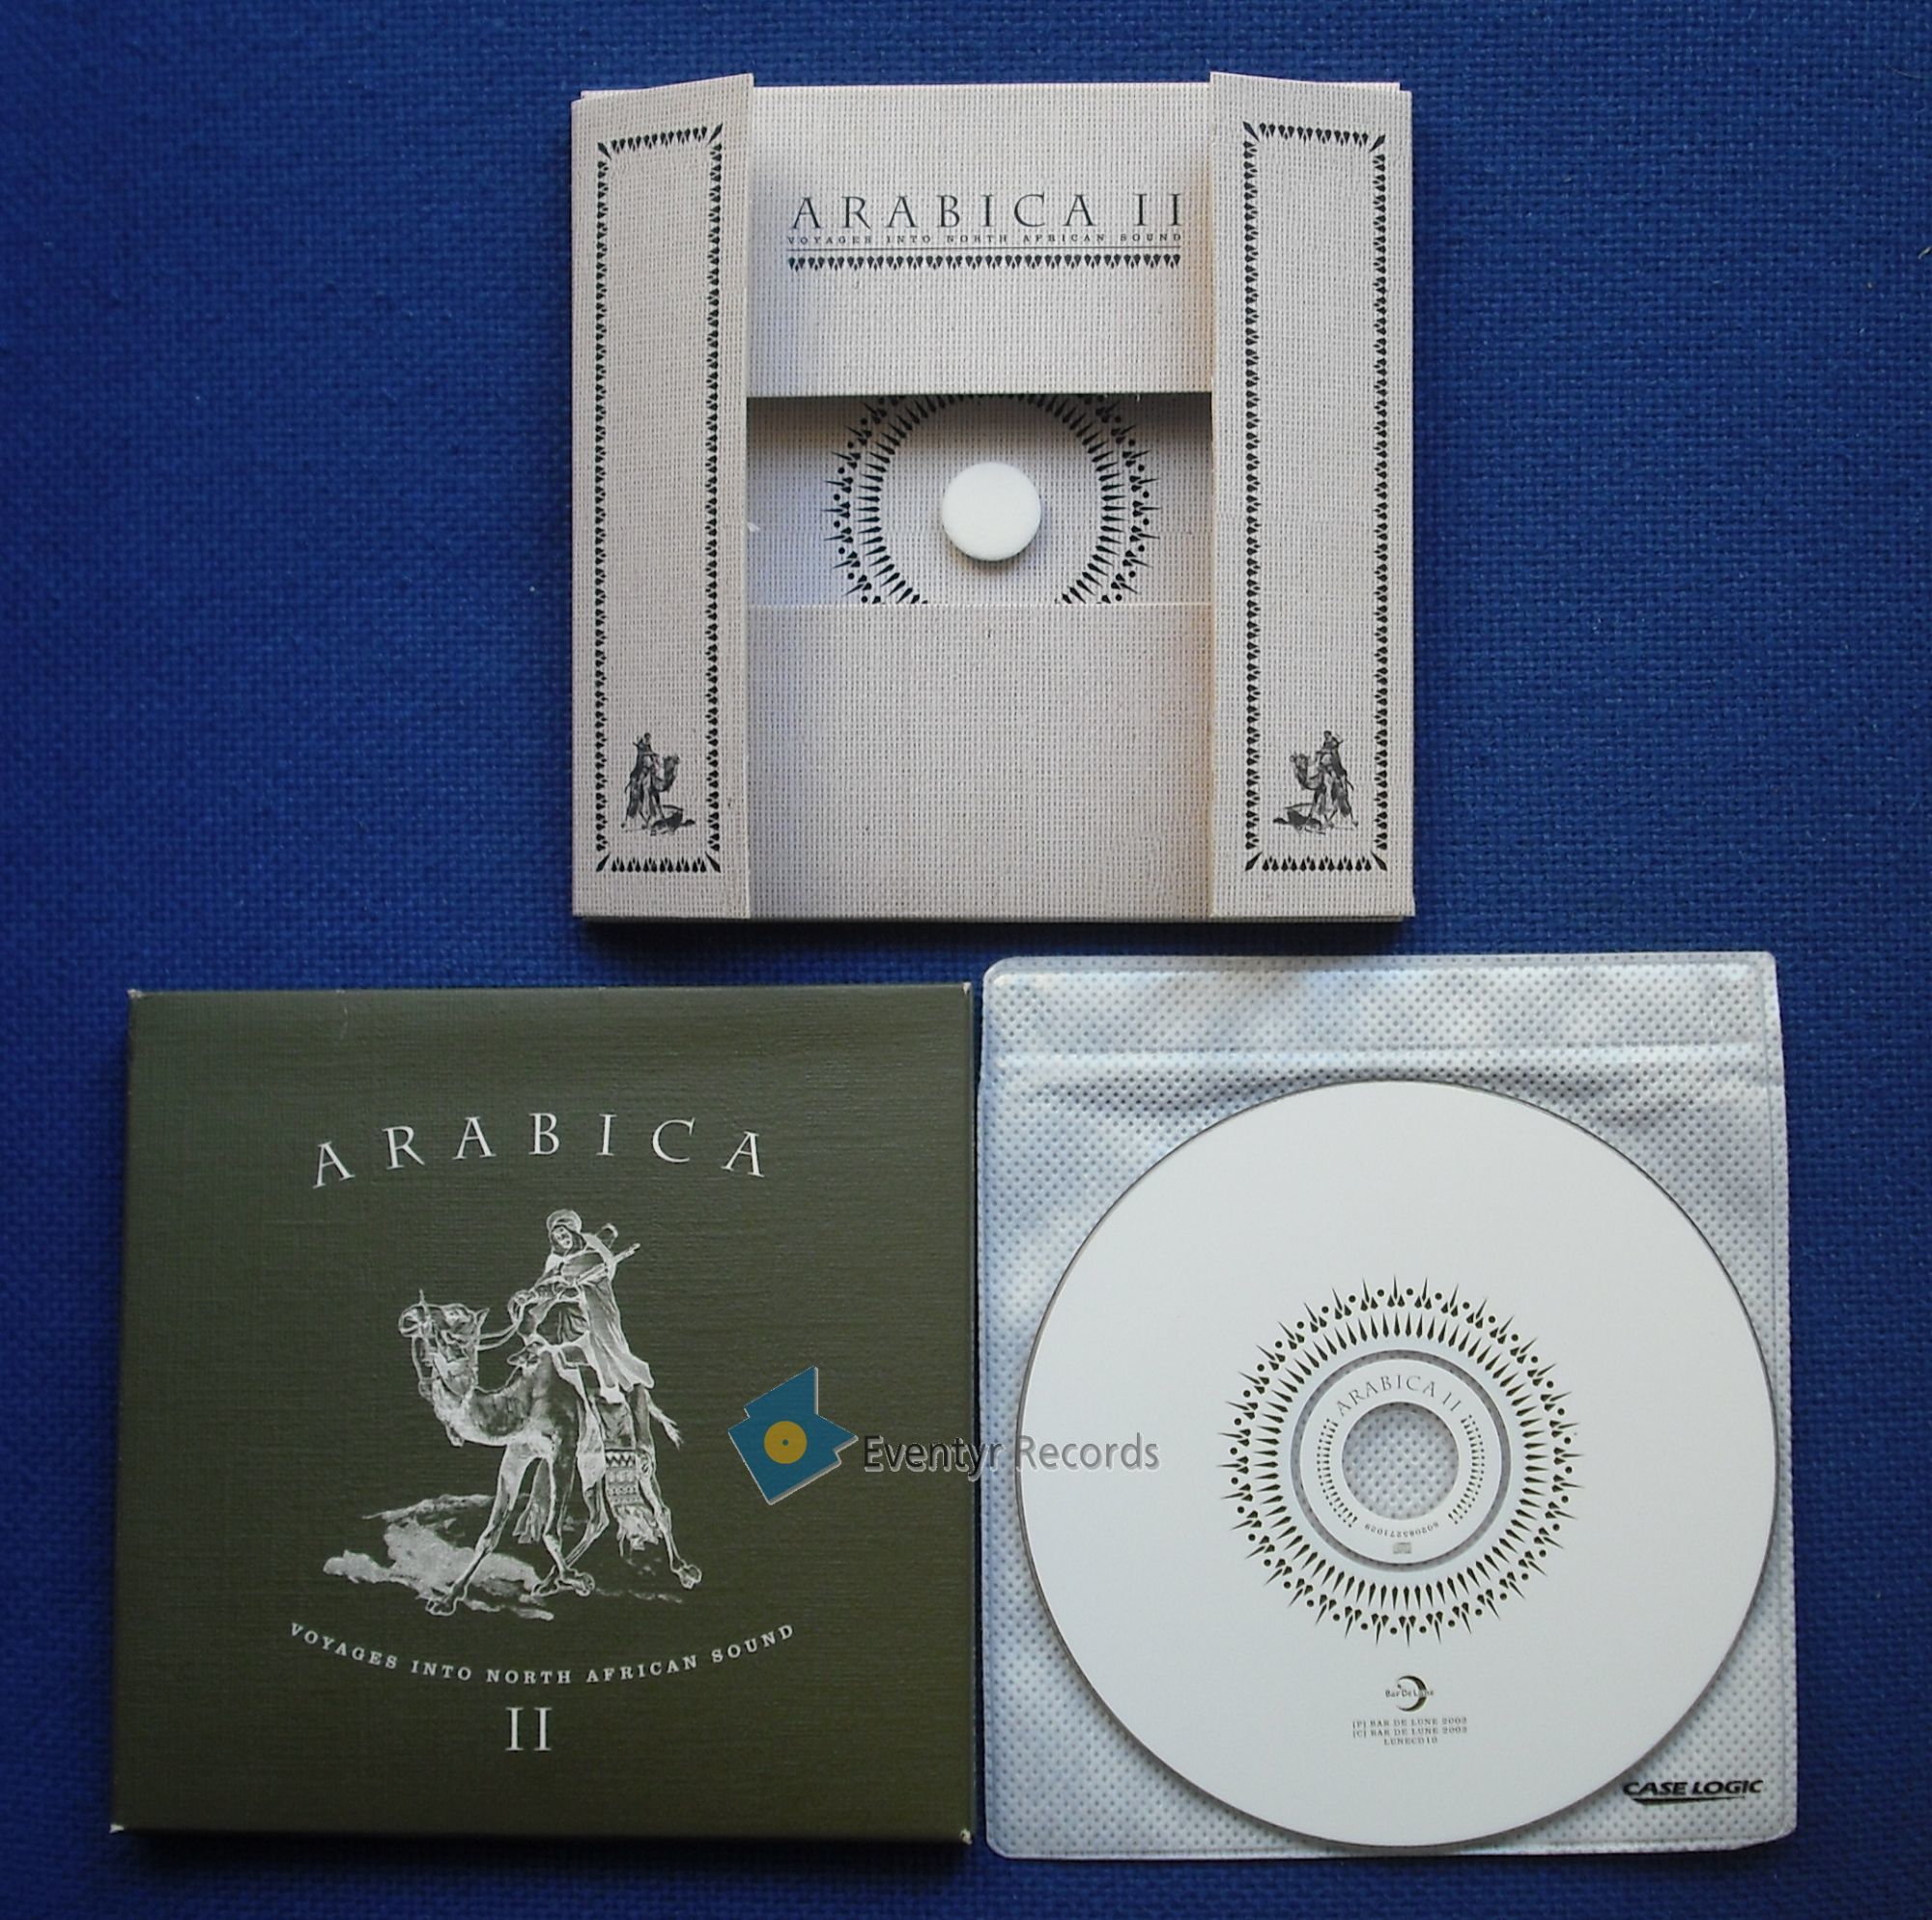 ARABICA II
VOYAGES INTO NORTH AFRICAN SOUND
ARABICA
VOYAGES INTO NORTH AFRICAN SOUND
II
Eventyr Records
ARABICA II
Bar De Lune
[P] BAR DE LUNE 2002
[C] BAR DE LUNE 2002
LUNECD10
CASE LOGIC